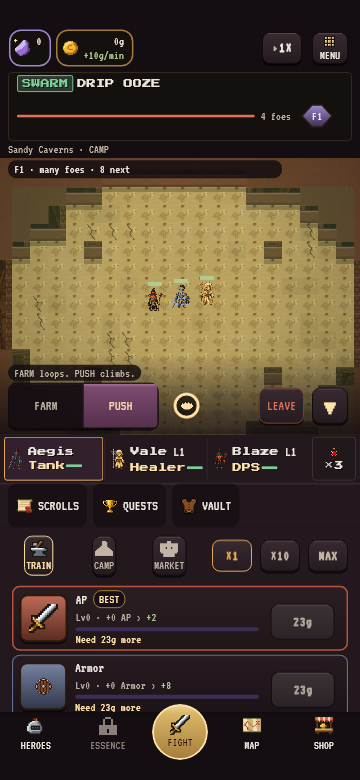 0
0g
+10g/min
▸1X
MENU
SWARM DRIP OOZE
4 foes
F1
Sandy Caverns · CAMP
F1 · many foes · 8 next
FARM loops. PUSH climbs.
FARM
PUSH
LEAVE
▼
Aegis
Tank
Vale L1
Healer
Blaze L1
DPS
×3
SCROLLS
QUESTS
VAULT
TRAIN
CAMP
MARKET
X1
X10
MAX
AP BEST
Lv0 · +0 AP > +2
Need 23g more
23g
Armor
Lv0 · +0 Armor > +8
Need 23g more
23g
HEROES
ESSENCE
FIGHT
MAP
SHOP